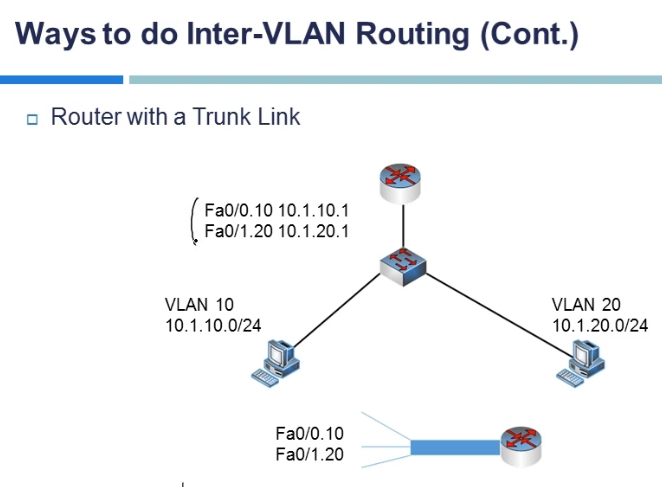 Ways to do Inter-VLAN Routing (Cont.)
Router with a Trunk Link
Fa0/0.10 10.1.10.1
Fa0/1.20 10.1.20.1
VLAN 10
10.1.10.0/24
VLAN 20
10.1.20.0/24
Fa0/0.10
Fa0/1.20